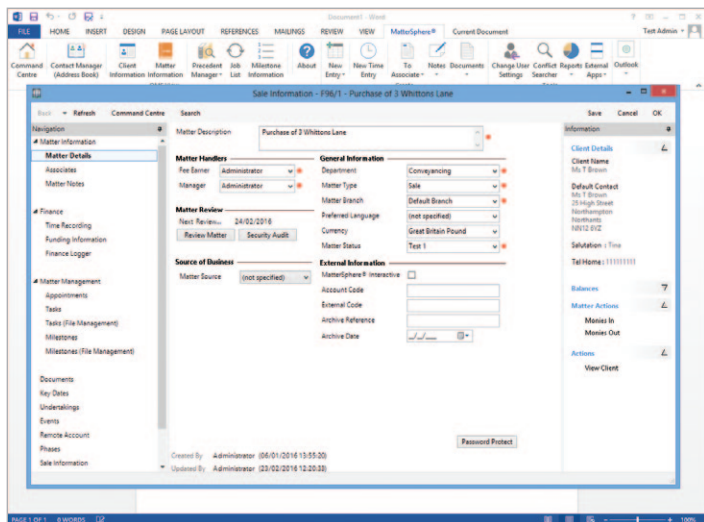 Document1 - Word
FILE HOME INSERT DESIGN PAGE LAYOUT REFERENCES MAILINGS REVIEW VIEW MatterSphere® Current Document Test Admin
Command Centre
Contact Manager (Address Book)
Client Information
Matter Information
Precedent Manager
Job List
Milestone Information
About
New Entry
New Time Entry
To Associate
Notes
Documents
Change User Settings
Conflict Searcher
Reports
External Apps
Outlook
Sale Information - F96/1 - Purchase of 3 Whittons Lane
Back Refresh Command Centre Search Save Cancel OK
Navigation
Matter Information
Matter Details
Associates
Matter Notes
Finance
Time Recording
Funding Information
Finance Logger
Matter Management
Appointments
Tasks
Tasks (File Management)
Milestones
Milestones (File Management)
Documents
Key Dates
Undertakings
Events
Remote Account
Phases
Sale Information
Matter Description Purchase of 3 Whittons Lane
Matter Handlers
Fee Earner Administrator
Manager Administrator
Matter Review
Next Review... 24/02/2016
Review Matter Security Audit
Source of Business
Matter Source (not specified)
General Information
Department Conveyancing
Matter Type Sale
Matter Branch Default Branch
Preferred Language (not specified)
Currency Great Britain Pound
Matter Status Test 1
External Information
MatterSphere® Interactive
Account Code
External Code
Archive Reference
Archive Date __/__/____
Password Protect
Created By Administrator (06/01/2016 13:55:20)
Updated By Administrator (23/02/2016 12:20:33)
Information
Client Details
Client Name
Ms T Brown
Default Contact
Ms T Brown
25 High Street
Northampton
Northants
NN12 6YZ
Salutation : Tina
Tel Home : 111111111
Balances
Matter Actions
Monies In
Monies Out
Actions
View Client
PAGE 1 OF 1 0 WORDS 100%